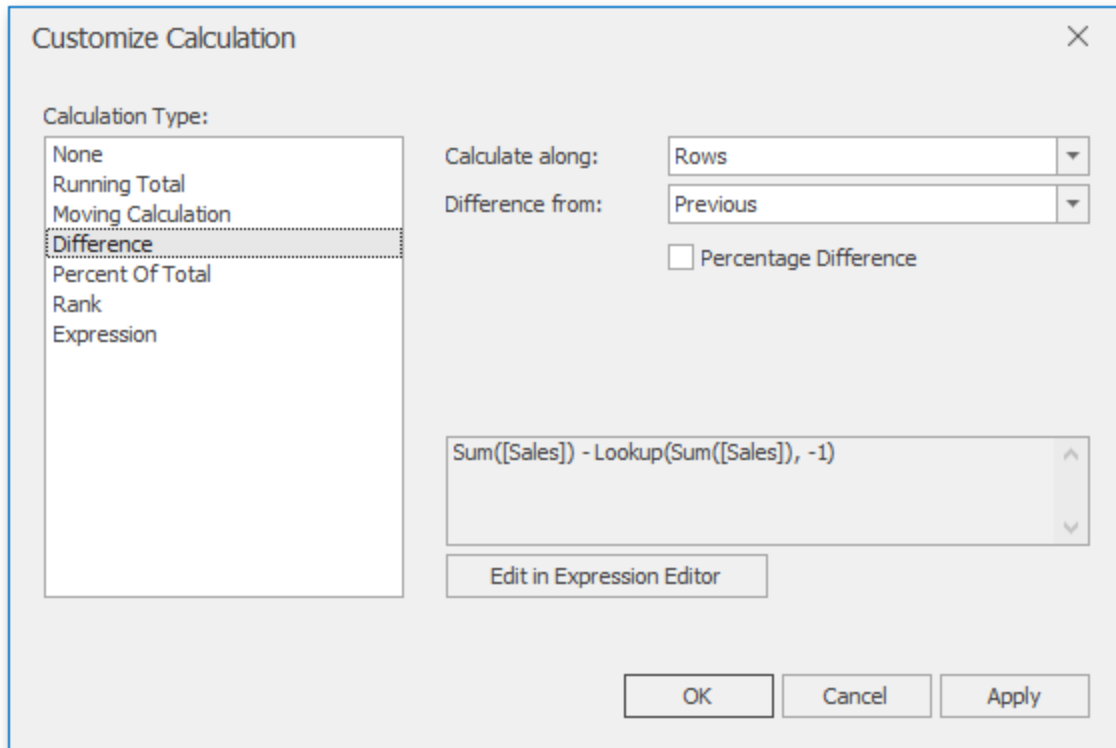 Customize Calculation
Calculation Type:
None
Running Total
Moving Calculation
Difference
Percent Of Total
Rank
Expression
Calculate along:
Rows
Difference from:
Previous
Percentage Difference
Sum([Sales]) - Lookup(Sum([Sales]), -1)
Edit in Expression Editor
OK
Cancel
Apply